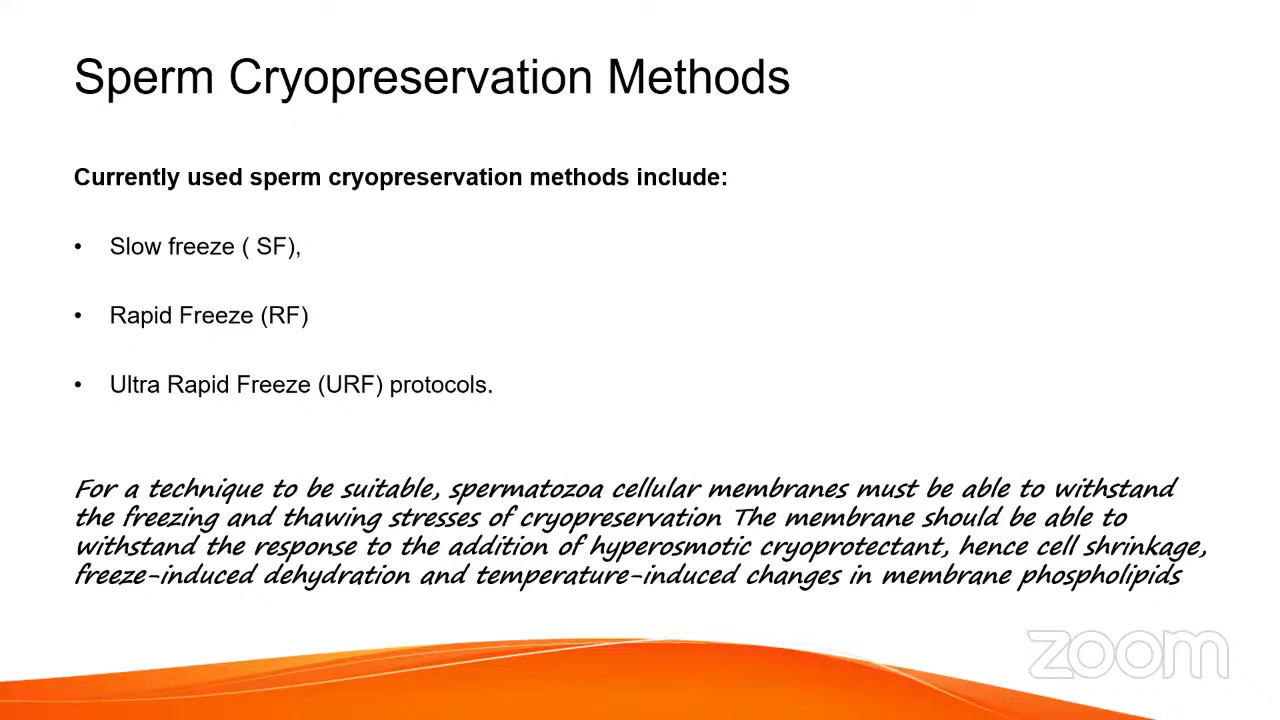 Sperm Cryopreservation Methods
Currently used sperm cryopreservation methods include:
• Slow freeze ( SF),
• Rapid Freeze (RF)
• Ultra Rapid Freeze (URF) protocols.
For a technique to be suitable, spermatozoa cellular membranes must be able to withstand
the freezing and thawing stresses of cryopreservation The membrane should be able to
withstand the response to the addition of hyperosmotic cryoprotectant, hence cell shrinkage,
freeze-induced dehydration and temperature-induced changes in membrane phospholipids
zoom